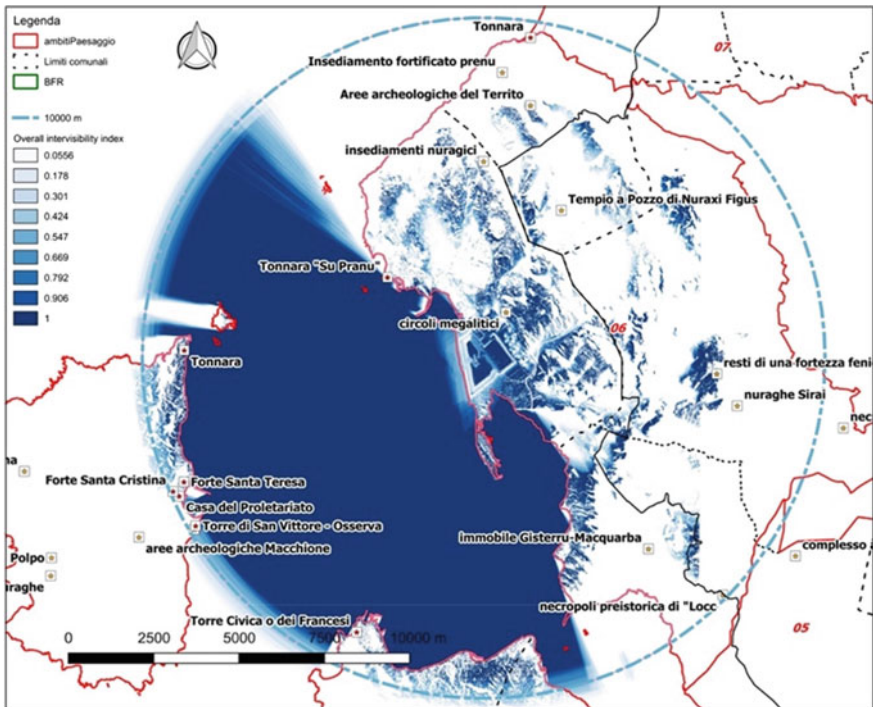 Legenda
ambitiPaesaggio
Limiti comunali
BFR
10000 m
Overall intervisibility index
0.0556
0.178
0.301
0.424
0.547
0.669
0.792
0.906
1
Tonnara
07
Insediamento fortificato prenu
Aree archeologiche del Territo
insediamenti nuragici
Tempio a Pozzo di Nuraxi Figus
Tonnara "Su Pranu"
circoli megalitici
06
Tonnara
resti di una fortezza feni
nuraghe Sirai
nec
na
Forte Santa Cristina
Forte Santa Teresa
Casa del Proletariato
Torre di San Vittore - Osserva
aree archeologiche Macchione
immobile Gisterru-Macquarba
Polpo
complesso a
iraghe
necropoli preistorica di "Locc
Torre Civica o dei Francesi
05
0 2500 5000 7500 10000 m